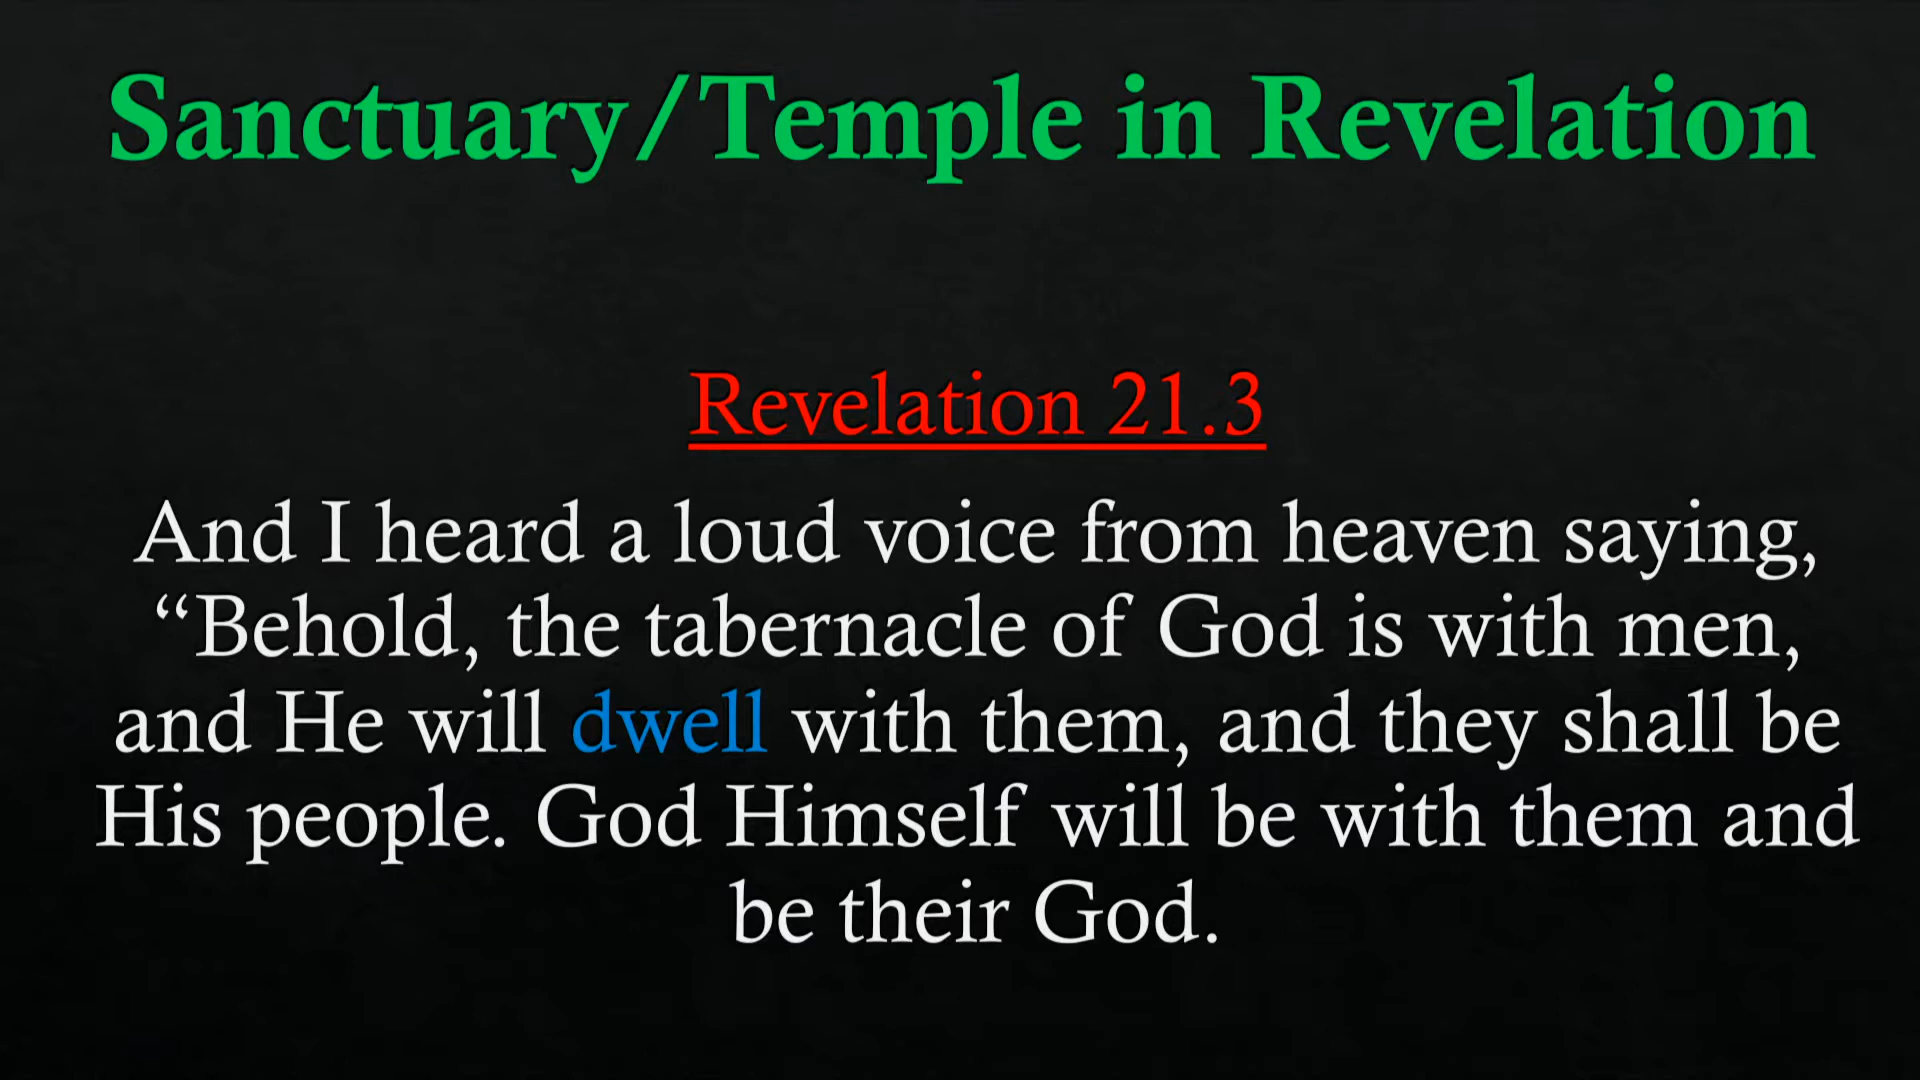 Sanctuary/Temple in Revelation
Revelation 21.3
And I heard a loud voice from heaven saying,
“Behold, the tabernacle of God is with men,
and He will dwell with them, and they shall be
His people. God Himself will be with them and
be their God.